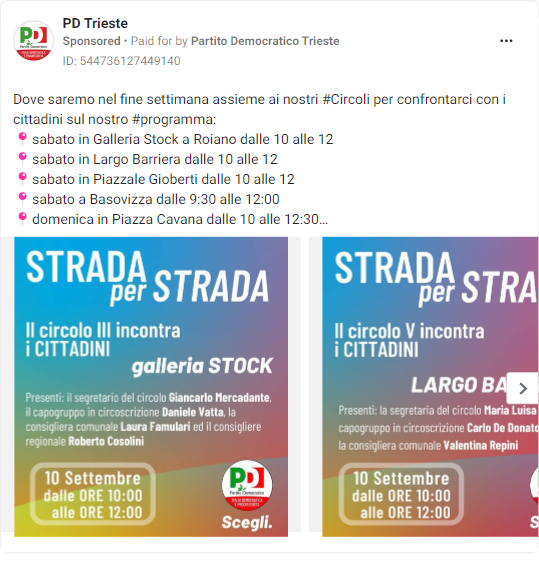 PD Trieste
Sponsored • Paid for by Partito Democratico Trieste
ID: 544736127449140
Dove saremo nel fine settimana assieme ai nostri #Circoli per confrontarci con i
cittadini sul nostro #programma:
📍 sabato in Galleria Stock a Roiano dalle 10 alle 12
📍 sabato in Largo Barriera dalle 10 alle 12
📍 sabato in Piazzale Gioberti dalle 10 alle 12
📍 sabato a Basovizza dalle 9:30 alle 12:00
📍 domenica in Piazza Cavana dalle 10 alle 12:30...
STRADA
per STRADA
Il circolo III incontra
i CITTADINI
galleria STOCK
Presenti: il segretario del circolo Giancarlo Mercadante,
il capogruppo in circoscrizione Daniele Vatta, la
consigliera comunale Laura Famulari ed il consigliere
regionale Roberto Cosolini
10 Settembre
dalle ORE 10:00
alle ORE 12:00
PD
Partito Democratico
ITALIA DEMOCRATICA
E PROGRESSISTA
Scegli.
STRADA
per STRA
Il circolo V incontra
i CITTADINI
LARGO BA
Presenti: la segretaria del circolo Maria Luisa
capogruppo in circoscrizione Carlo De Donato
la consigliera comunale Valentina Repini
10 Settembre
dalle ORE 10:00
alle ORE 12:00
S